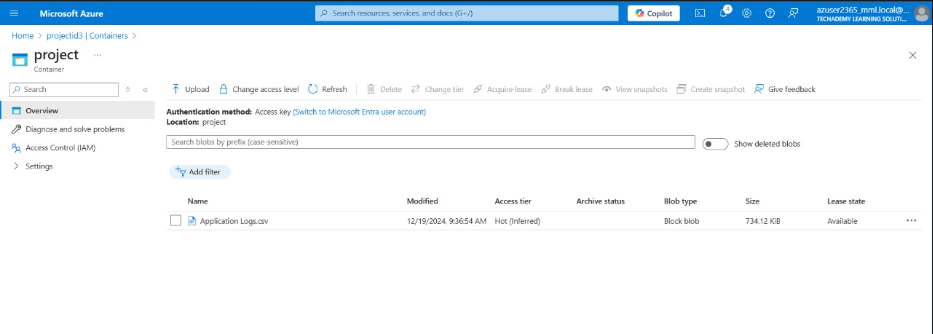 Microsoft Azure
Search resources, services, and docs (G+/)
Copilot
4
azuser2365_mml.local@...
TECHADEMY LEARNING SOLUTI...
Home > projectid3 | Containers >
project ...
Container
Search
Upload Change access level Refresh Delete Change tier Acquire lease Break lease View snapshots Create snapshot Give feedback
Overview
Diagnose and solve problems
Access Control (IAM)
Settings
Authentication method: Access key (Switch to Microsoft Entra user account)
Location: project
Search blobs by prefix (case-sensitive)
Show deleted blobs
Add filter
Name Modified Access tier Archive status Blob type Size Lease state
Application Logs.csv 12/19/2024, 9:36:54 AM Hot (Inferred) Block blob 734.12 KiB Available ...